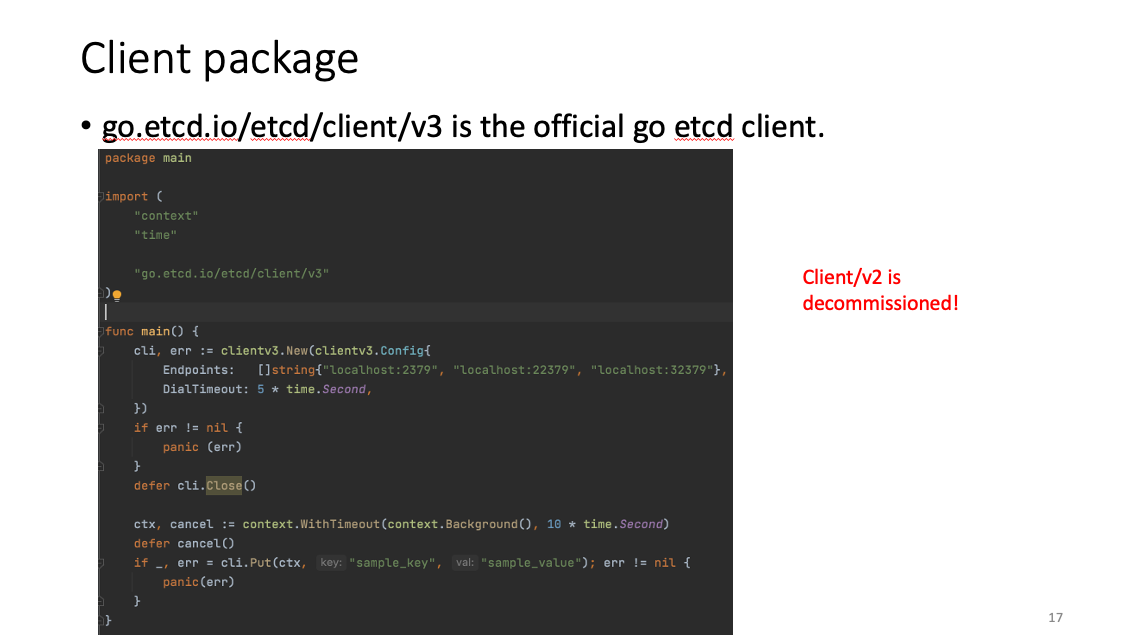 Client package
• go.etcd.io/etcd/client/v3 is the official go etcd client.
package main
import (
"context"
"time"
"go.etcd.io/etcd/client/v3"
)
func main() {
cli, err := clientv3.New(clientv3.Config{
Endpoints:   []string{"localhost:2379", "localhost:22379", "localhost:32379"},
DialTimeout: 5 * time.Second,
})
if err != nil {
panic (err)
}
defer cli.Close()
ctx, cancel := context.WithTimeout(context.Background(), 10 * time.Second)
defer cancel()
if _, err = cli.Put(ctx, key: "sample_key", val: "sample_value"); err != nil {
panic(err)
}
}
Client/v2 is
decommissioned!
17